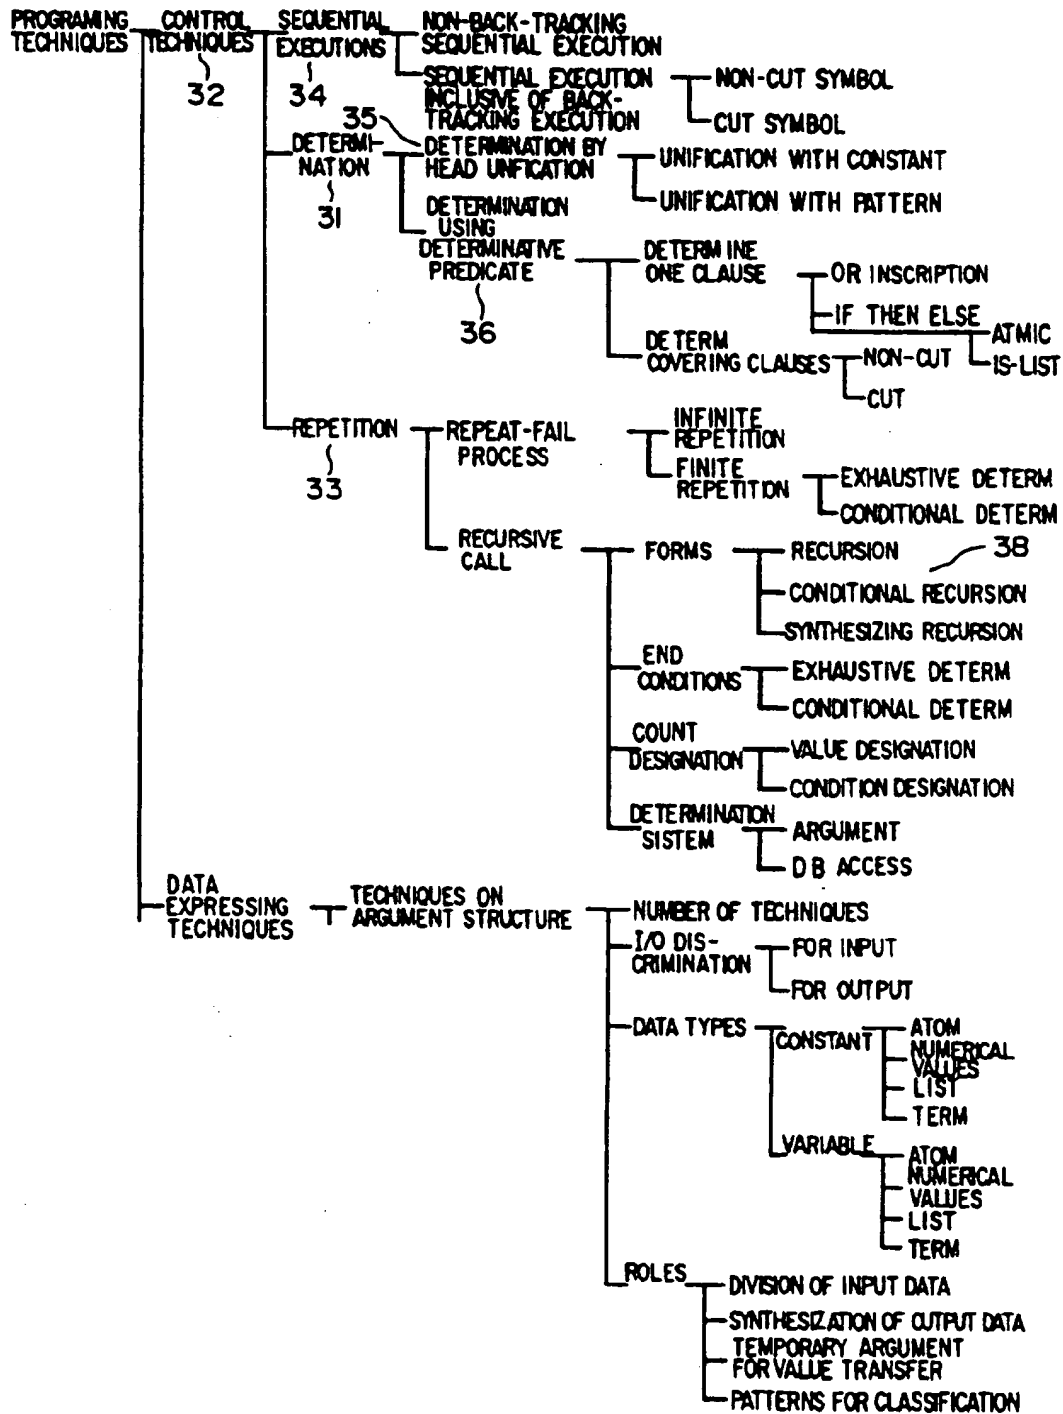 PROGRAMING TECHNIQUES
CONTROL TECHNIQUES
32
SEQUENTIAL EXECUTIONS
34
NON-BACK-TRACKING
SEQUENTIAL EXECUTION
SEQUENTIAL EXECUTION
INCLUSIVE OF BACK-
TRACKING EXECUTION
NON-CUT SYMBOL
CUT SYMBOL
35
DETERMI-
NATION
31
DETERMINATION BY
HEAD UNFICATION
UNIFICATION WITH CONSTANT
UNIFICATION WITH PATTERN
DETERMINATION
USING
DETERMINATIVE
PREDICATE
36
DETERMINE
ONE CLAUSE
OR INSCRIPTION
IF THEN ELSE
ATMIC
IS-LIST
DETERM
COVERING CLAUSES
NON-CUT
CUT
REPETITION
33
REPEAT-FAIL
PROCESS
INFINITE
REPETITION
FINITE
REPETITION
EXHAUSTIVE DETERM
CONDITIONAL DETERM
RECURSIVE
CALL
FORMS
RECURSION
38
CONDITIONAL RECURSION
SYNTHESIZING RECURSION
END
CONDITIONS
EXHAUSTIVE DETERM
CONDITIONAL DETERM
COUNT
DESIGNATION
VALUE DESIGNATION
CONDITION DESIGNATION
DETERMINATION
SISTEM
ARGUMENT
DB ACCESS
DATA
EXPRESSING
TECHNIQUES
TECHNIQUES ON
ARGUMENT STRUCTURE
NUMBER OF TECHNIQUES
I/O DIS-
CRIMINATION
FOR INPUT
FOR OUTPUT
DATA TYPES
CONSTANT
ATOM
NUMERICAL
VALUES
LIST
TERM
VARIABLE
ATOM
NUMERICAL
VALUES
LIST
TERM
ROLES
DIVISION OF INPUT DATA
SYNTHESIZATION OF OUTPUT DATA
TEMPORARY ARGUMENT
FOR VALUE TRANSFER
PATTERNS FOR CLASSIFICATION